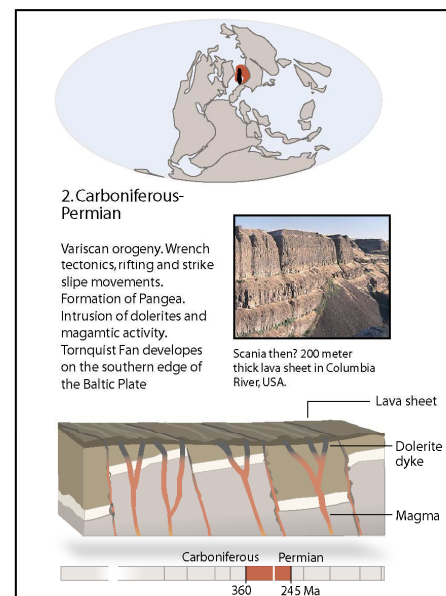 2. Carboniferous-
Permian
Variscan orogeny. Wrench
tectonics, rifting and strike
slipe movements.
Formation of Pangea.
Intrusion of dolerites and
magamtic activity.
Tornquist Fan developes
on the southern edge of
the Baltic Plate
Scania then? 200 meter
thick lava sheet in Columbia
River, USA.
Lava sheet
Dolerite
dyke
Magma
Carboniferous Permian
360 245 Ma